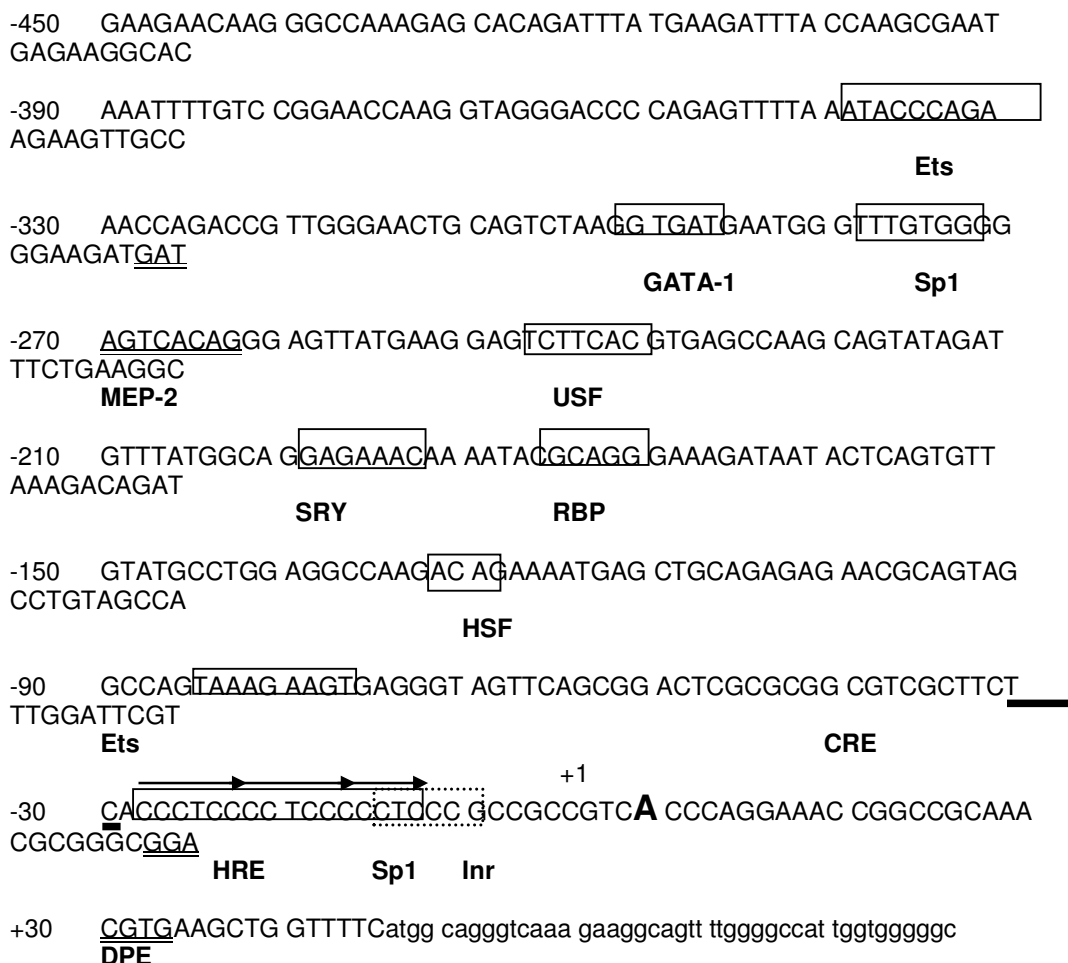 -450 GAAGAACAAG GGCCAAAGAG CACAGATTTA TGAAGATTTA CCAAGCGAAT
GAGAAGGCAC
-390 AAATTTTGTC CGGAACCAAG GTAGGGACCC CAGAGTTTTA AATACCCAGA
AGAAGTTGCC
Ets
-330 AACCAGACCG TTGGGAACTG CAGTCTAAGG TGATGAATGG GTTTGTGGGG
GGAAGATGAT
GATA-1 Sp1
-270 AGTCACAGGG AGTTATGAAG GAGTCTTCAC GTGAGCCAAG CAGTATAGAT
TTCTGAAGGC
MEP-2 USF
-210 GTTTATGGCA GGAGAAACAA AATACGCAGG GAAAGATAAT ACTCAGTGTT
AAAGACAGAT
SRY RBP
-150 GTATGCCTGG AGGCCAAGAC AGAAAATGAG CTGCAGAGAG AACGCAGTAG
CCTGTAGCCA
HSF
-90 GCCAGTAAAG AAGTGAGGGT AGTTCAGCGG ACTCGCGCGG CGTCGCTTCT
TTGGATTCGT
Ets CRE
+1
-30 CACCCTCCCC TCCCCCTCCC G CCGCCGTCA CCCAGGAAAC CGGCCGCAAA
CGCGGGCGGA
HRE Sp1 Inr
+30 CGTGAAGCTG GTTTTCatgg cagggtcaaa gaaggcagtt ttggggccat tggtgggggc
DPE